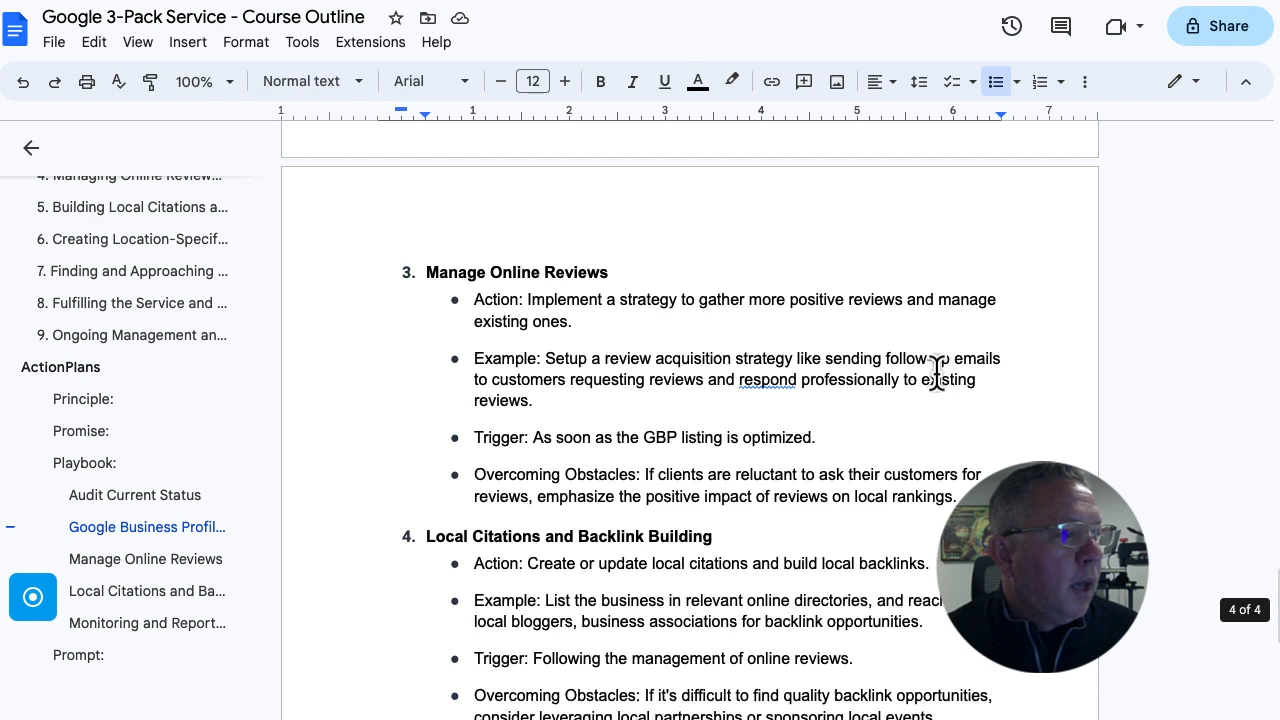 Google 3-Pack Service - Course Outline
File Edit View Insert Format Tools Extensions Help
Share
100% Normal text Arial 12
1 1 2 3 4 5 6 7
4. Managing Online Review...
5. Building Local Citations a...
6. Creating Location-Specif...
7. Finding and Approaching ...
8. Fulfilling the Service and ...
9. Ongoing Management an...
ActionPlans
Principle:
Promise:
Playbook:
Audit Current Status
Google Business Profil...
Manage Online Reviews
Local Citations and Ba...
Monitoring and Report...
Prompt:
3. Manage Online Reviews
● Action: Implement a strategy to gather more positive reviews and manage
existing ones.
● Example: Setup a review acquisition strategy like sending follow-up emails
to customers requesting reviews and respond professionally to existing
reviews.
● Trigger: As soon as the GBP listing is optimized.
● Overcoming Obstacles: If clients are reluctant to ask their customers for
reviews, emphasize the positive impact of reviews on local rankings.
4. Local Citations and Backlink Building
● Action: Create or update local citations and build local backlinks.
● Example: List the business in relevant online directories, and
local bloggers, business associations for backlink opportunities.
● Trigger: Following the management of online reviews.
● Overcoming Obstacles: If it's difficult to find quality backlink opportunities,
consider leveraging local partnerships or sponsoring local events.
4 of 4